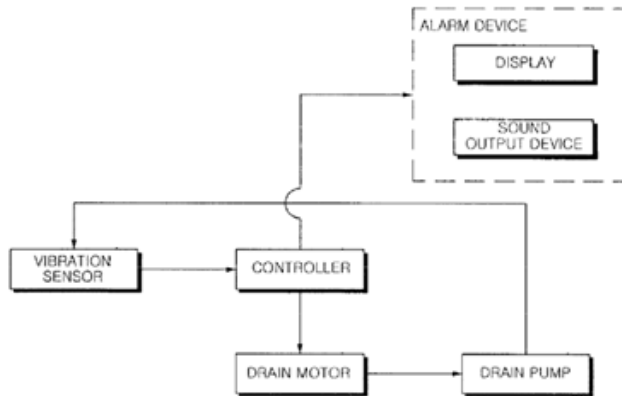 ALARM DEVICE
DISPLAY
SOUND
OUTPUT DEVICE
VIBRATION
SENSOR
CONTROLLER
DRAIN MOTOR
DRAIN PUMP